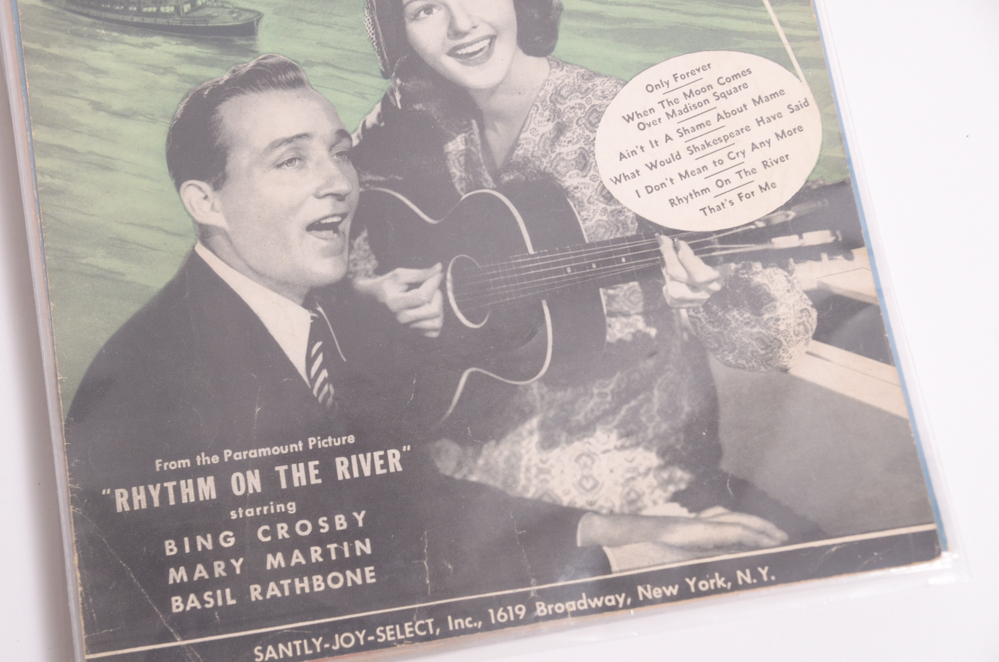 Only Forever
When The Moon Comes
Over Madison Square
Ain't It A Shame About Mame
What Would Shakespeare Have Said
I Don't Mean to Cry Any More
Rhythm On The River
That's For Me
From the Paramount Picture
"RHYTHM ON THE RIVER"
starring
BING CROSBY
MARY MARTIN
BASIL RATHBONE
SANTLY-JOY-SELECT, Inc., 1619 Broadway, New York, N.Y.